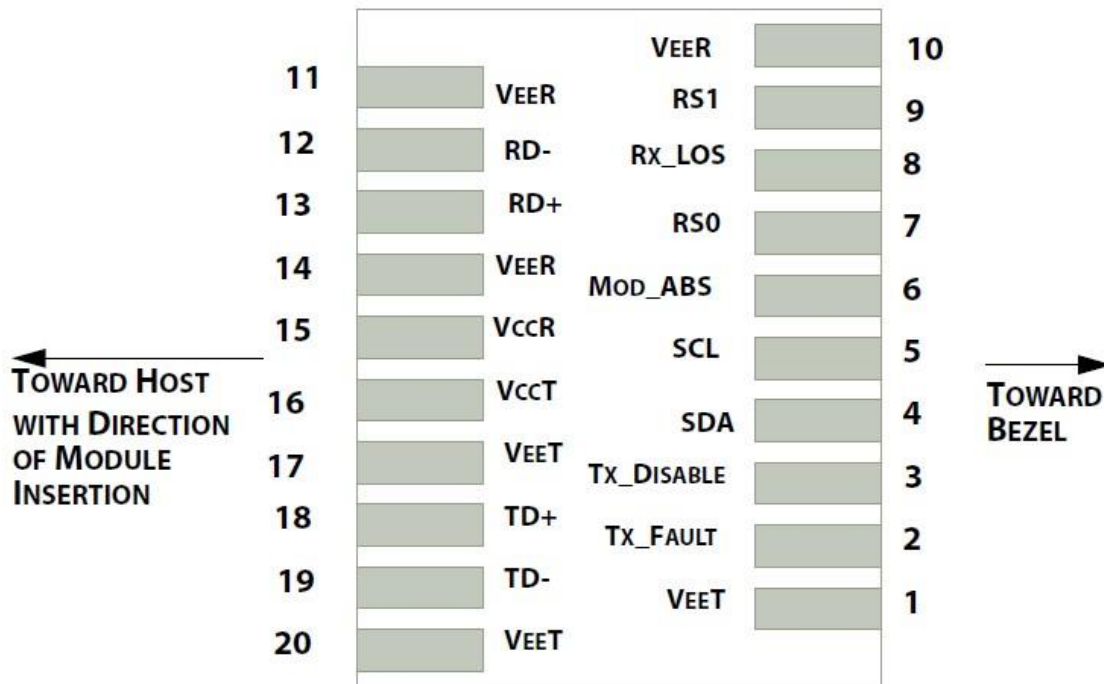 11 VEER
12 RD-
13 RD+
14 VEER
15 VCCR
16 VCCT
17 VEET
18 TD+
19 TD-
20 VEET
VEER 10
RS1 9
RX_LOS 8
RS0 7
MOD_ABS 6
SCL 5
SDA 4
TX_DISABLE 3
TX_FAULT 2
VEET 1
TOWARD HOST
WITH DIRECTION
OF MODULE
INSERTION
TOWARD
BEZEL